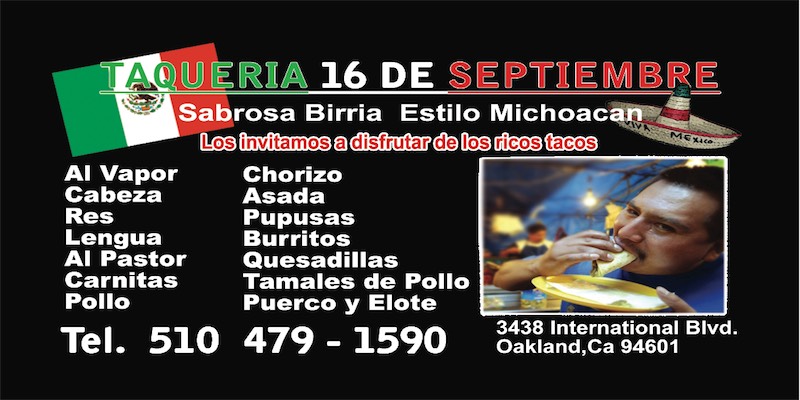 TAQUERIA 16 DE SEPTIEMBRE
Sabrosa Birria Estilo Michoacan
Los invitamos a disfrutar de los ricos tacos
VIVA MEXICO
Al Vapor
Cabeza
Res
Lengua
Al Pastor
Carnitas
Pollo
Chorizo
Asada
Pupusas
Burritos
Quesadillas
Tamales de Pollo
Puerco y Elote
Tel. 510 479 - 1590
3438 International Blvd.
Oakland,Ca 94601